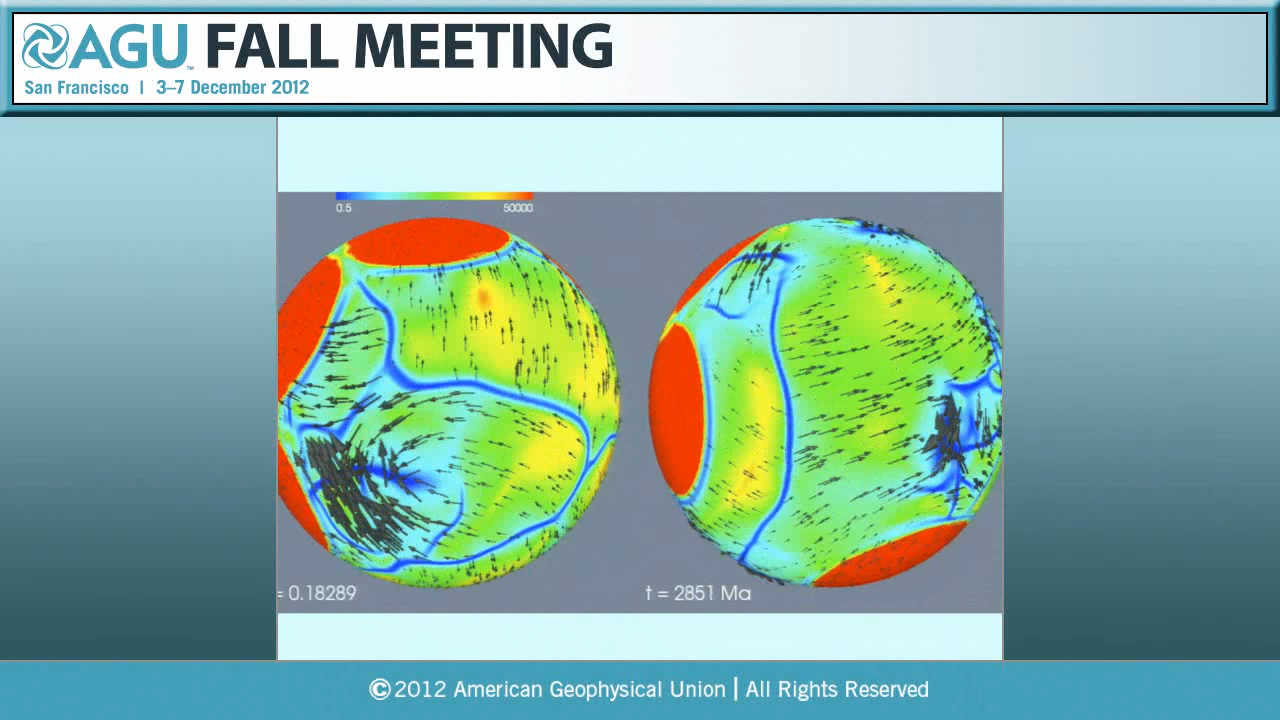 AGU™ FALL MEETING
San Francisco | 3–7 December 2012
0.5 50000
= 0.18289
t = 2851 Ma
©2012 American Geophysical Union | All Rights Reserved